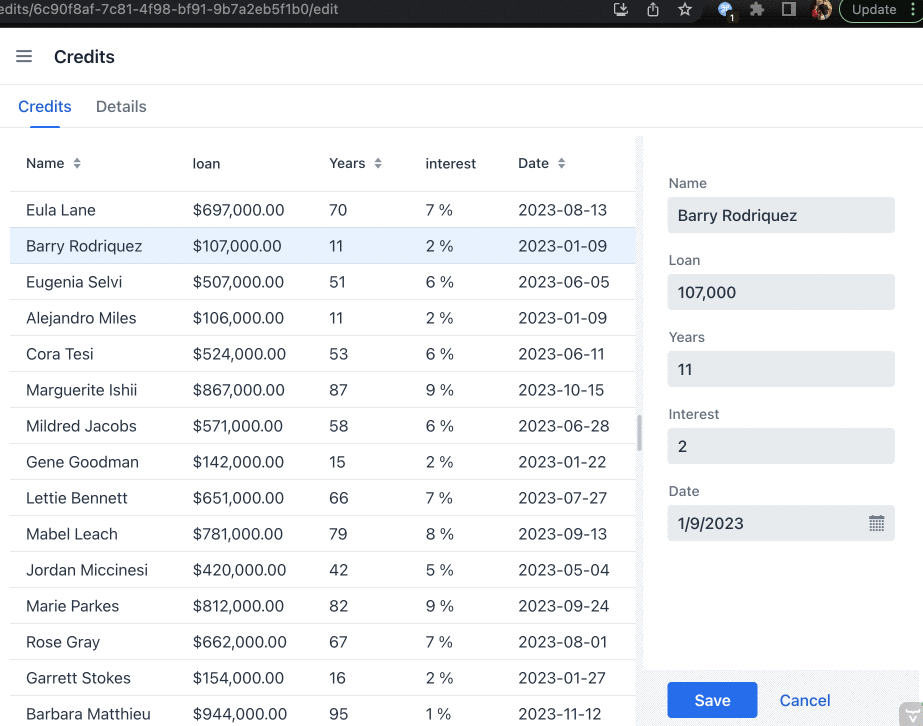 edits/6c90f8af-7c81-4f98-bf91-9b7a2eb5f1b0/edit
1
Update
Credits
Credits Details
Name loan Years interest Date
Eula Lane $697,000.00 70 7 % 2023-08-13
Barry Rodriquez $107,000.00 11 2 % 2023-01-09
Eugenia Selvi $507,000.00 51 6 % 2023-06-05
Alejandro Miles $106,000.00 11 2 % 2023-01-09
Cora Tesi $524,000.00 53 6 % 2023-06-11
Marguerite Ishii $867,000.00 87 9 % 2023-10-15
Mildred Jacobs $571,000.00 58 6 % 2023-06-28
Gene Goodman $142,000.00 15 2 % 2023-01-22
Lettie Bennett $651,000.00 66 7 % 2023-07-27
Mabel Leach $781,000.00 79 8 % 2023-09-13
Jordan Miccinesi $420,000.00 42 5 % 2023-05-04
Marie Parkes $812,000.00 82 9 % 2023-09-24
Rose Gray $662,000.00 67 7 % 2023-08-01
Garrett Stokes $154,000.00 16 2 % 2023-01-27
Barbara Matthieu $944,000.00 95 1 % 2023-11-12
Name
Barry Rodriquez
Loan
107,000
Years
11
Interest
2
Date
1/9/2023
Save Cancel